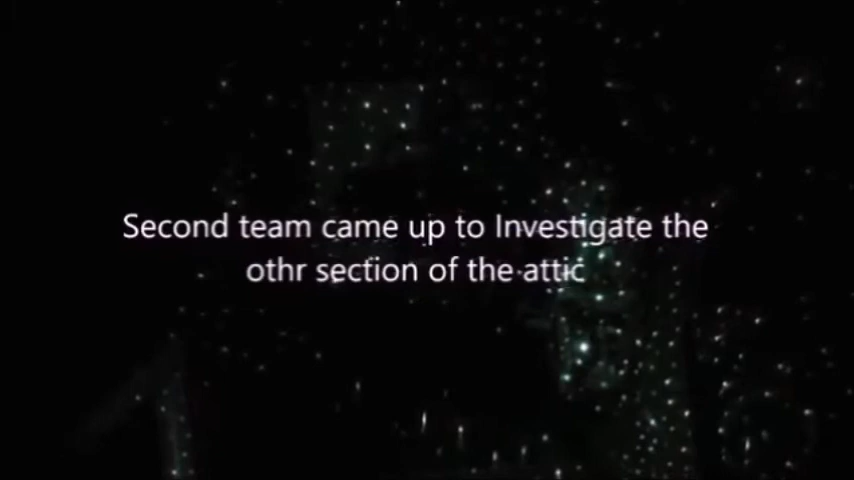 Second team came up to Investigate the
othr section of the attic